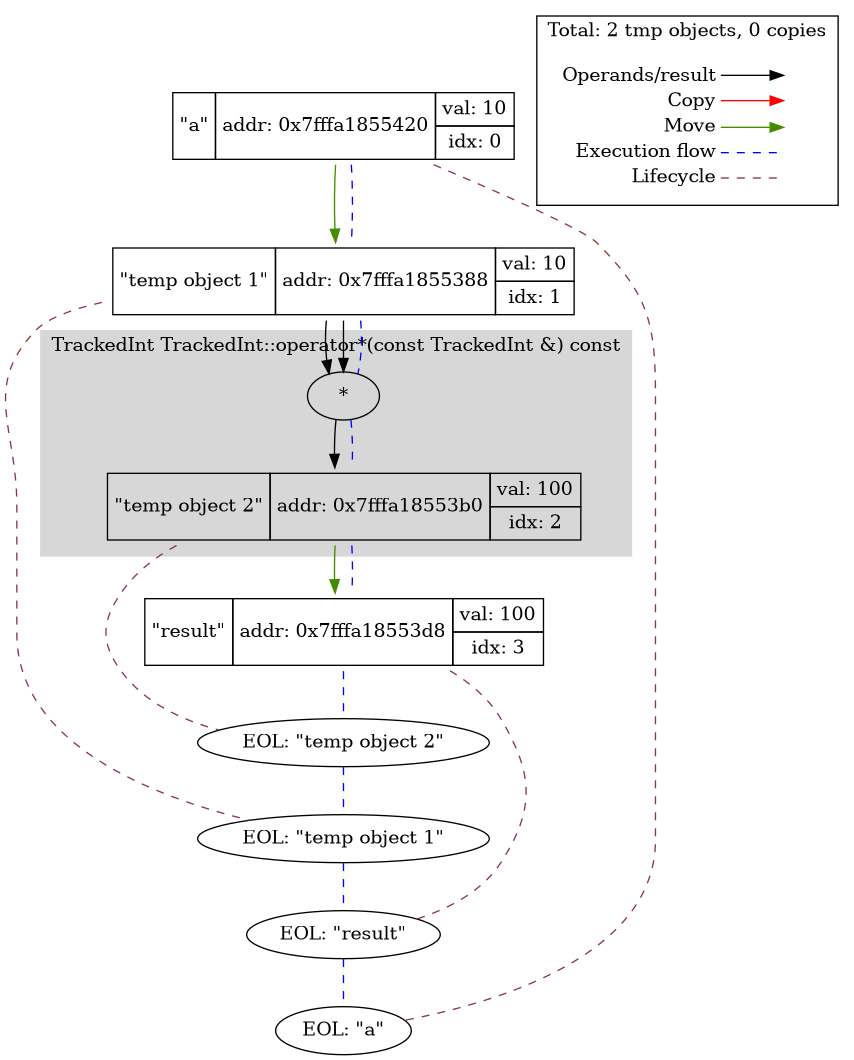 Total: 2 tmp objects, 0 copies
Operands/result
Copy
Move
Execution flow
Lifecycle
"a"
addr: 0x7fffa1855420
val: 10
idx: 0
"temp object 1"
addr: 0x7fffa1855388
val: 10
idx: 1
TrackedInt TrackedInt::operator*(const TrackedInt &) const
*
"temp object 2"
addr: 0x7fffa18553b0
val: 100
idx: 2
"result"
addr: 0x7fffa18553d8
val: 100
idx: 3
EOL: "temp object 2"
EOL: "temp object 1"
EOL: "result"
EOL: "a"